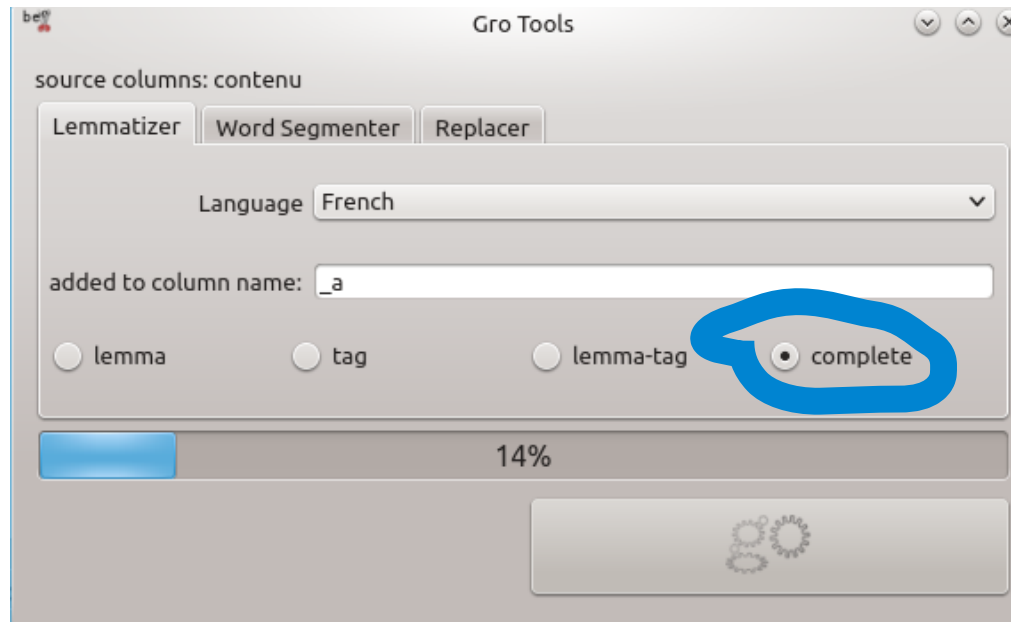 Gro Tools
source columns: contenu
Lemmatizer Word Segmenter Replacer
Language French
added to column name: _a
lemma tag lemma-tag complete
14%
go